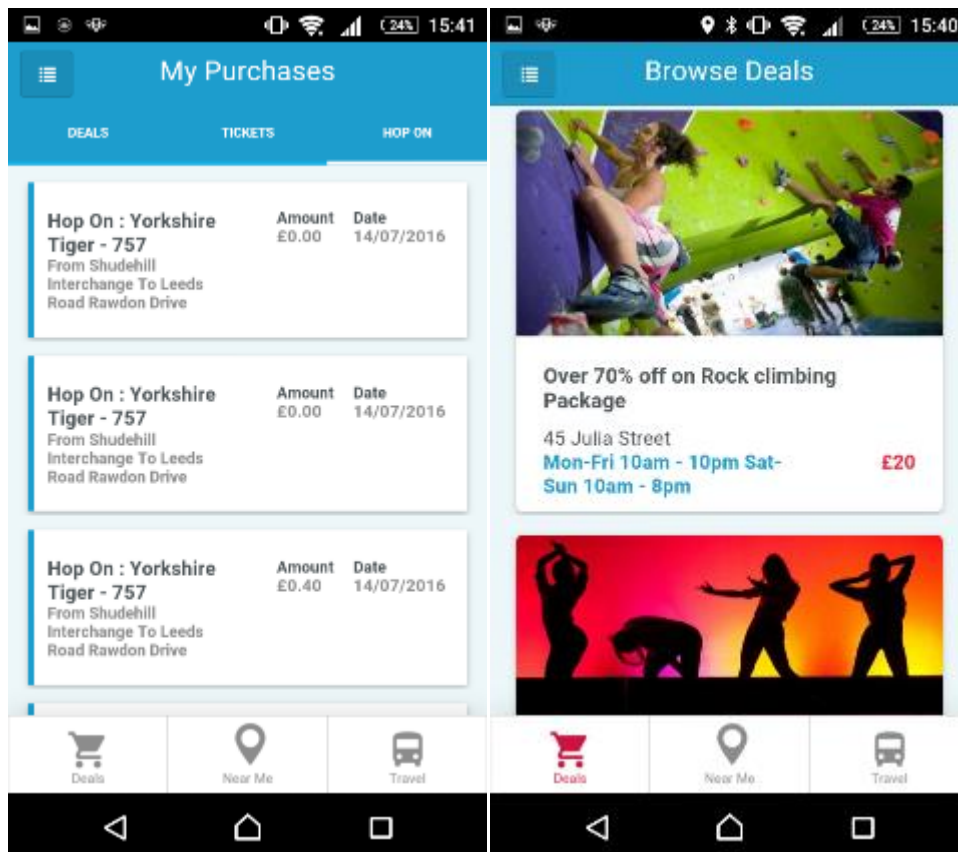 24% 15:41
My Purchases
DEALS TICKETS HOP ON
Hop On : Yorkshire
Tiger - 757
From Shudehill
Interchange To Leeds
Road Rawdon Drive
Amount Date
£0.00 14/07/2016
Hop On : Yorkshire
Tiger - 757
From Shudehill
Interchange To Leeds
Road Rawdon Drive
Amount Date
£0.00 14/07/2016
Hop On : Yorkshire
Tiger - 757
From Shudehill
Interchange To Leeds
Road Rawdon Drive
Amount Date
£0.40 14/07/2016
Deals Near Me Travel
24% 15:40
Browse Deals
Over 70% off on Rock climbing
Package
45 Julia Street
Mon-Fri 10am - 10pm Sat-
Sun 10am - 8pm
£20
Deals Near Me Travel